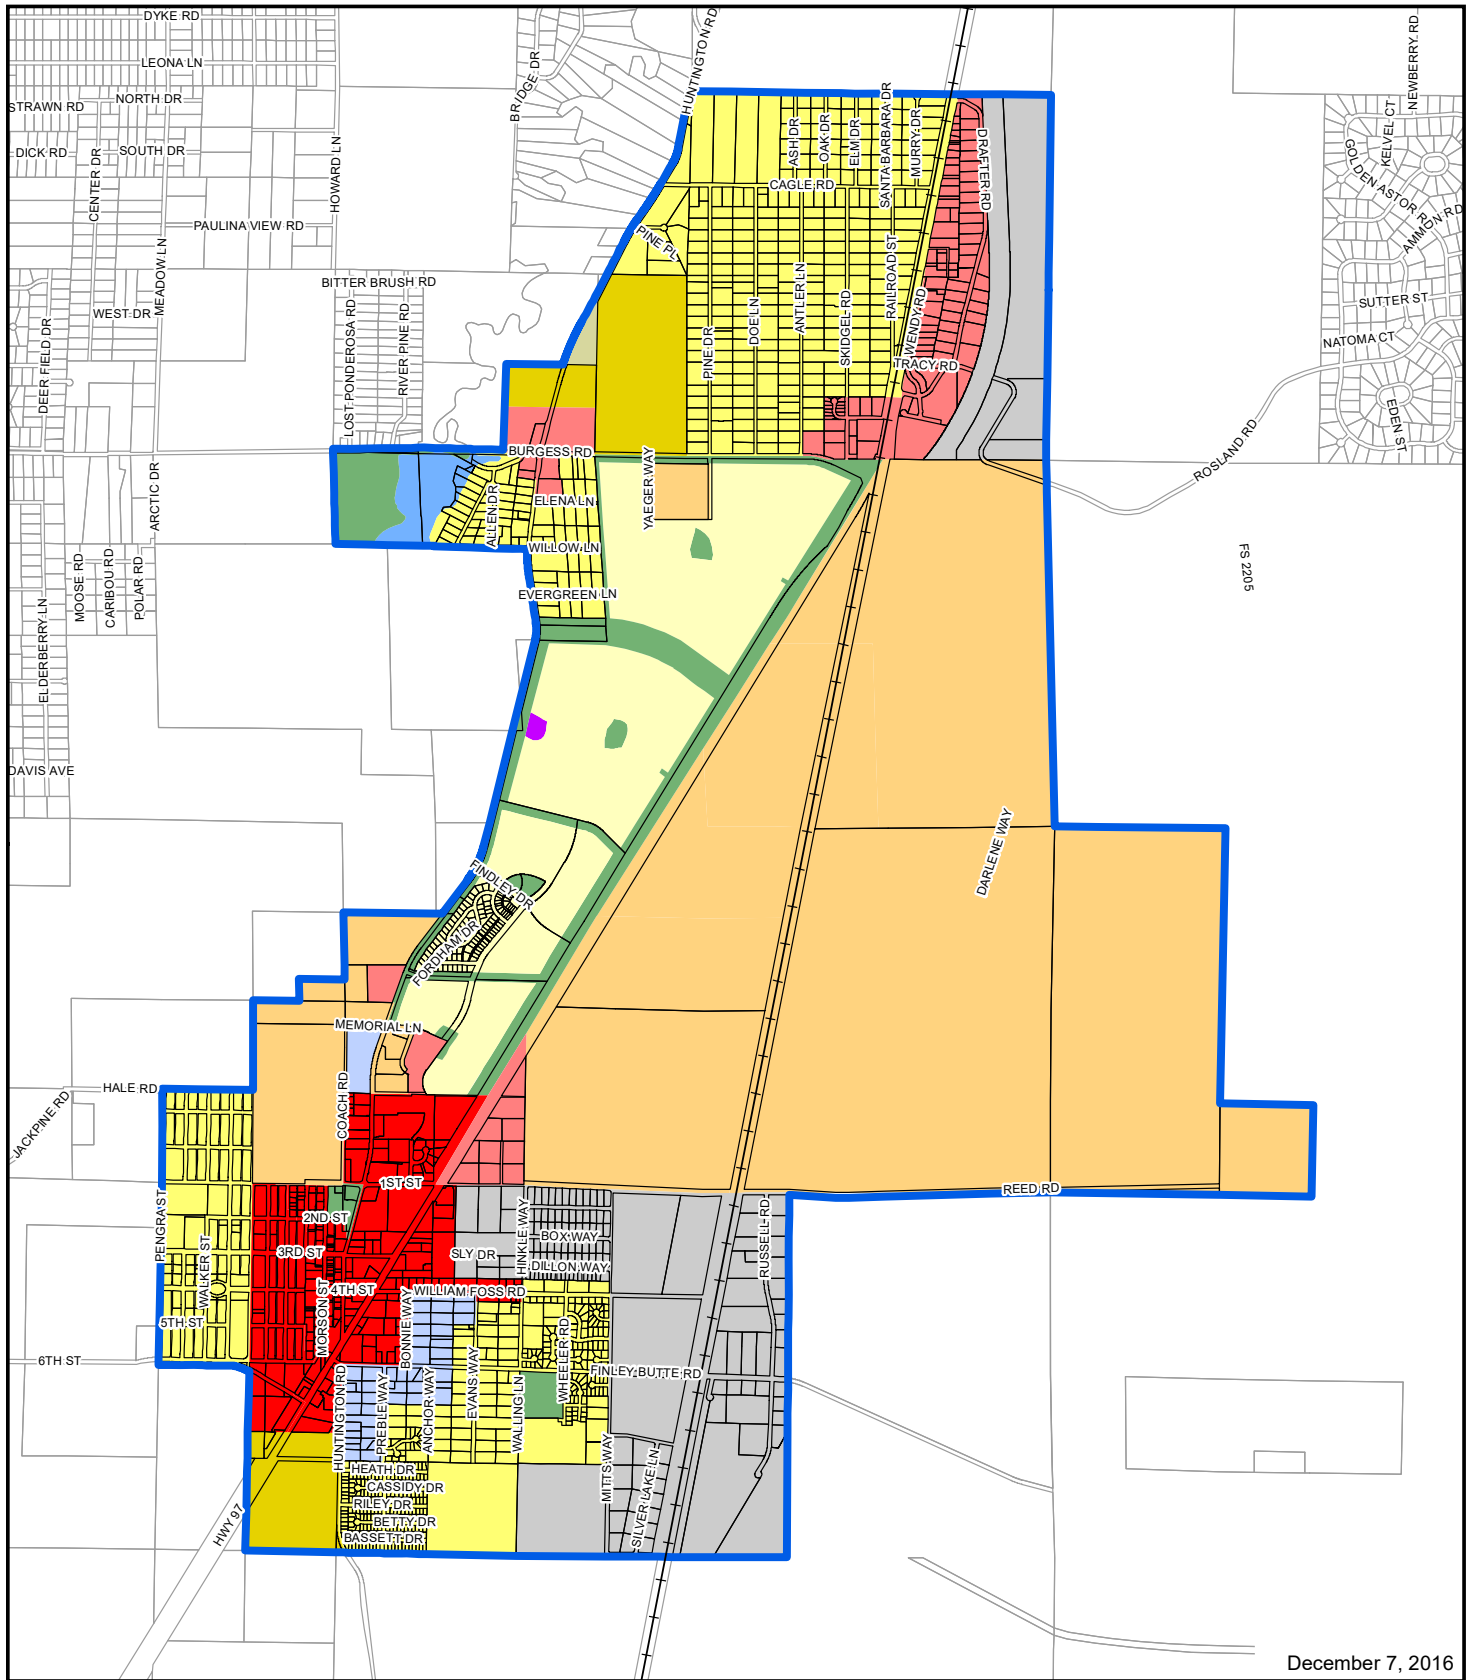 DYKE RD
LEONA LN
STRAWN RD
NORTH DR
DICK RD
SOUTH DR
CENTER DR
HOWARD LN
PAULINA VIEW RD
MEADOW LN
BRIDGE DR
HUNTINGTON RD
ASH DR
OAK DR
ELM DR
SANTA BARBARA DR
MURRY DR
DRAFTER RD
CAGLE RD
NEWBERRY RD
KELVEL CT
GOLDEN ASTOR R
AMMON RD
SUTTER ST
NATOMA CT
EDEN ST
ROSLAND RD
BITTER BRUSH RD
WEST DR
DEER FIELD DR
LOST PONDEROSA RD
RIVER PINE RD
PINE PL
PINE DR
DOE LN
ANTLER LN
SKIDGEL RD
RAILROAD ST
WENDY RD
TRACY RD
BURGESS RD
ALLEN DR
ELENA LN
YAEGER WAY
WILLOW LN
EVERGREEN LN
ARCTIC DR
MOOSE RD
CARIBOU RD
POLAR RD
ELDERBERRY LN
FS 2205
DAVIS AVE
DARLENE WAY
FINDLEY DR
FORDHAM DR
MEMORIAL LN
COACH RD
HALE RD
JACKPINE RD
1ST ST
2ND ST
3RD ST
4TH ST
5TH ST
6TH ST
PENGRA ST
WALKER ST
MORSON ST
SLY DR
HINKLE WAY
BOX WAY
DILLON WAY
WILLIAM FOSS RD
RUSSELL RD
REED RD
BONNIE WAY
WHEELER RD
FINLEY BUTTE RD
HUNTINGTON RD
PREBLE WAY
ANCHOR WAY
EVANS WAY
WALLING LN
MITTS WAY
SILVER LAKE LN
HEATH DR
CASSIDY DR
RILEY DR
BETTY DR
BASSETT DR
HWY 97
December 7, 2016